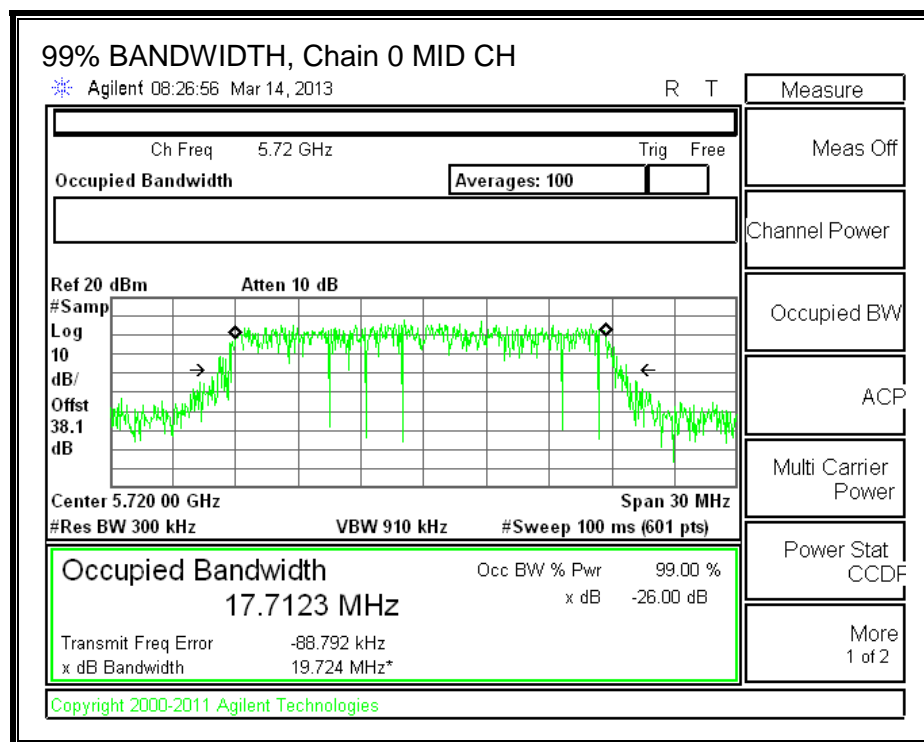 99% BANDWIDTH, Chain 0 MID CH
Agilent 08:26:56 Mar 14, 2013 R T
Measure
Ch Freq 5.72 GHz Trig Free
Meas Off
Occupied Bandwidth Averages: 100
Channel Power
Ref 20 dBm Atten 10 dB
#Samp
Log
10
dB/
Offst
38.1
dB
Occupied BW
ACP
Center 5.720 00 GHz Span 30 MHz
#Res BW 300 kHz VBW 910 kHz #Sweep 100 ms (601 pts)
Multi Carrier
Power
Occupied Bandwidth Occ BW % Pwr 99.00 %
17.7123 MHz x dB -26.00 dB
Power Stat
CCDF
Transmit Freq Error -88.792 kHz
x dB Bandwidth 19.724 MHz*
More
1 of 2
Copyright 2000-2011 Agilent Technologies